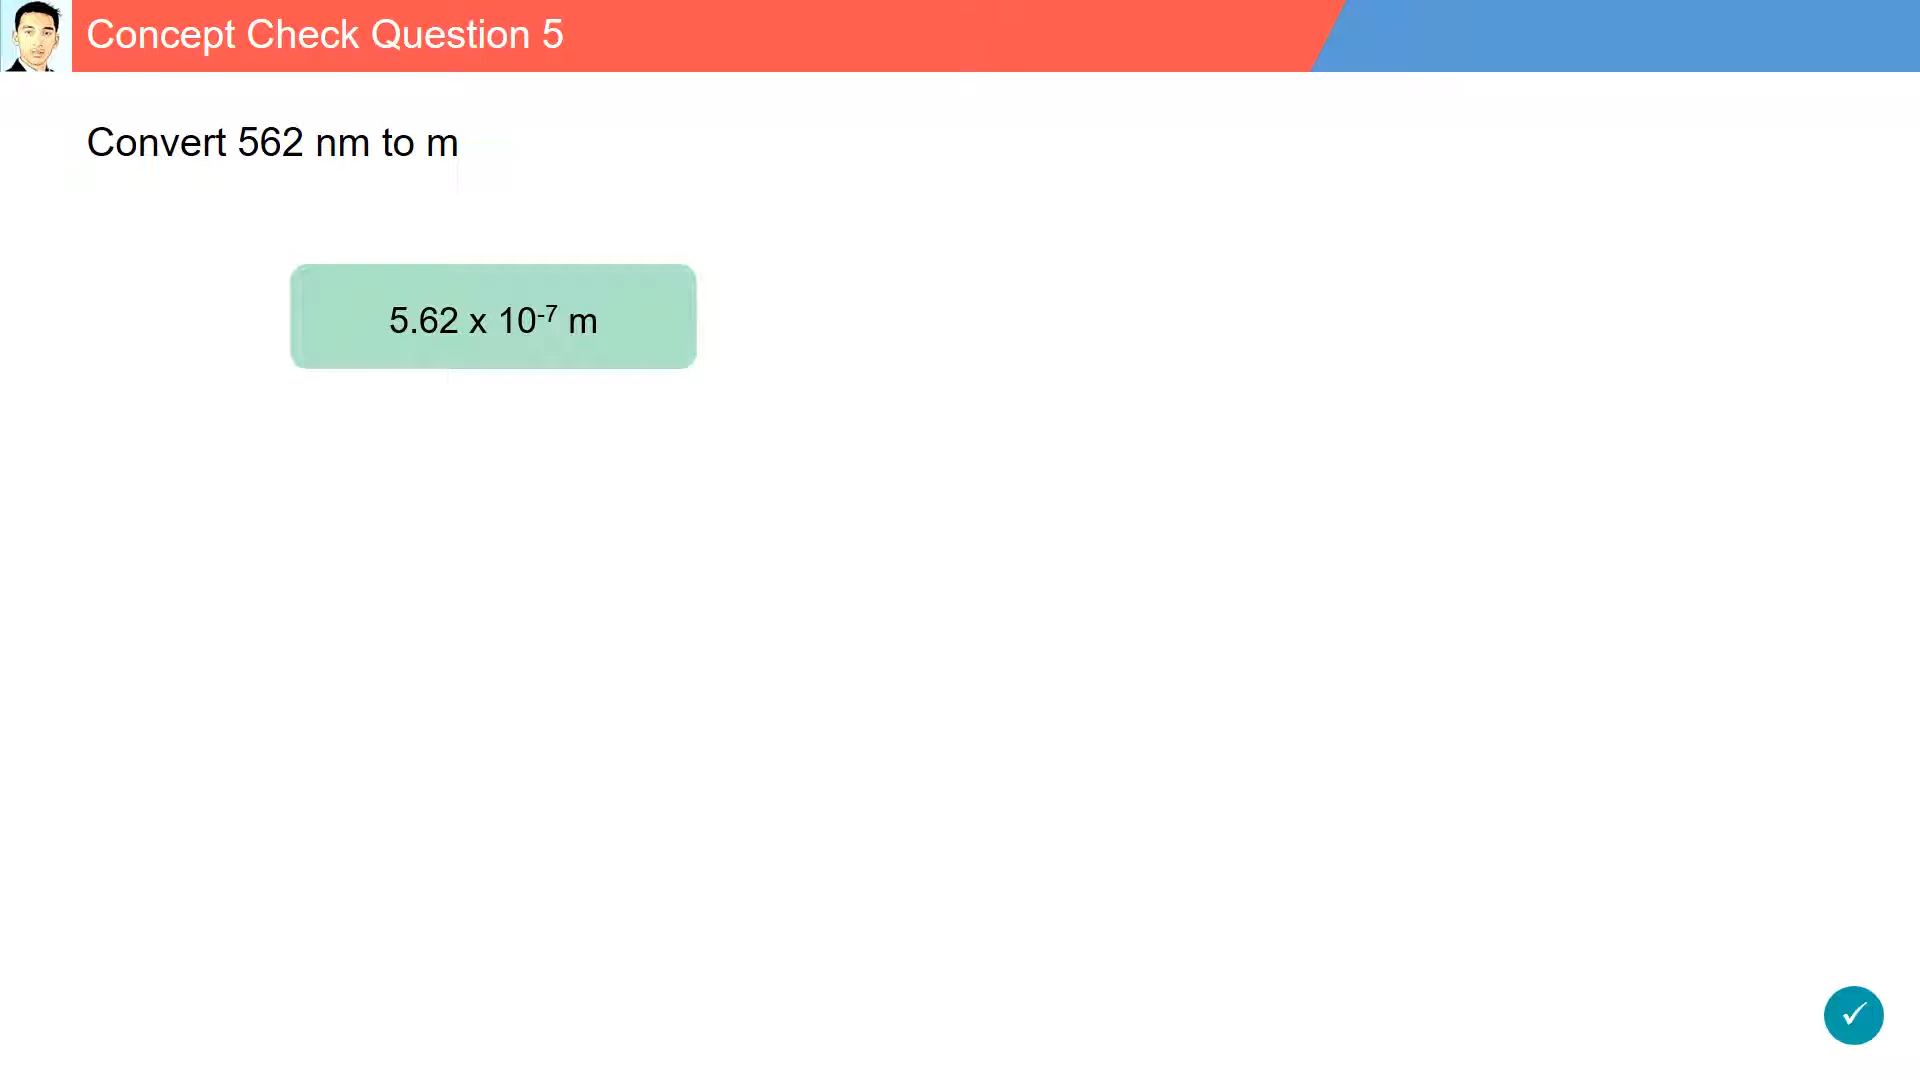 Concept Check Question 5
Convert 562 nm to m
5.62 x 10⁻⁷ m